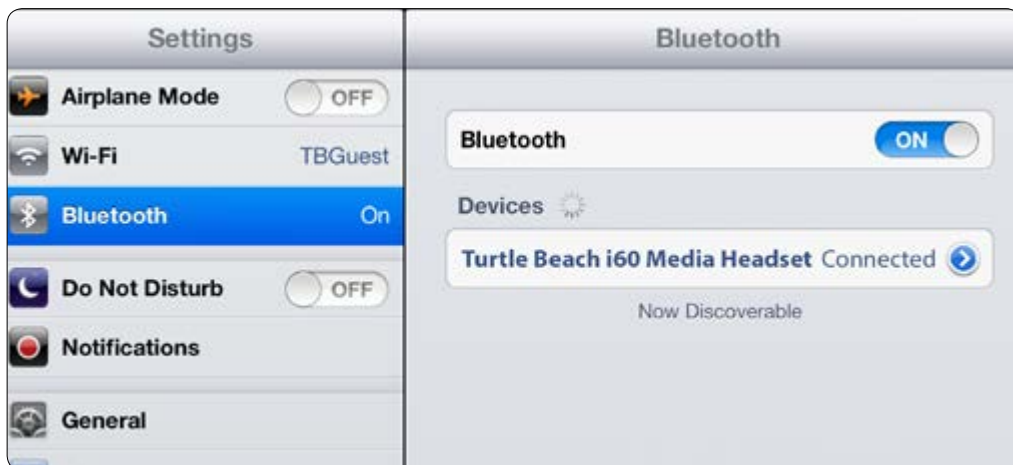 Settings
Airplane Mode OFF
Wi-Fi TBGuest
Bluetooth On
Do Not Disturb OFF
Notifications
General
Bluetooth
Bluetooth ON
Devices
Turtle Beach i60 Media Headset Connected
Now Discoverable